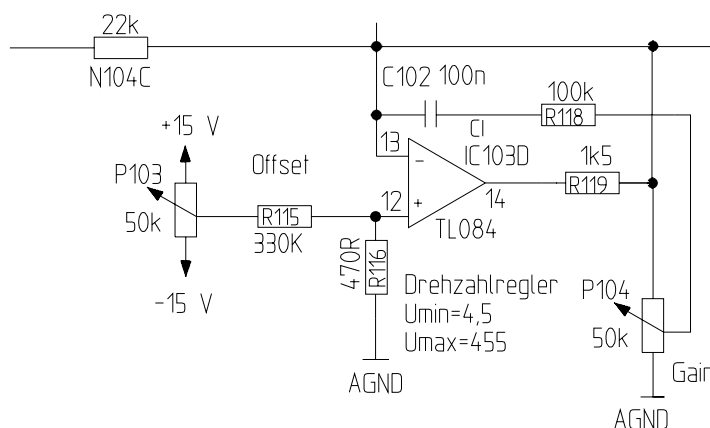 22k
N104C
C102 100n
100k
R118
+15 V
CI
13
IC103D
1k5
P103
Offset
50k
R115
330K
12
14
R119
TL084
470R
R116
-15 V
Drehzahlregler
Umin=4,5
Umax=455
P104
50k
AGND
Gain
AGND